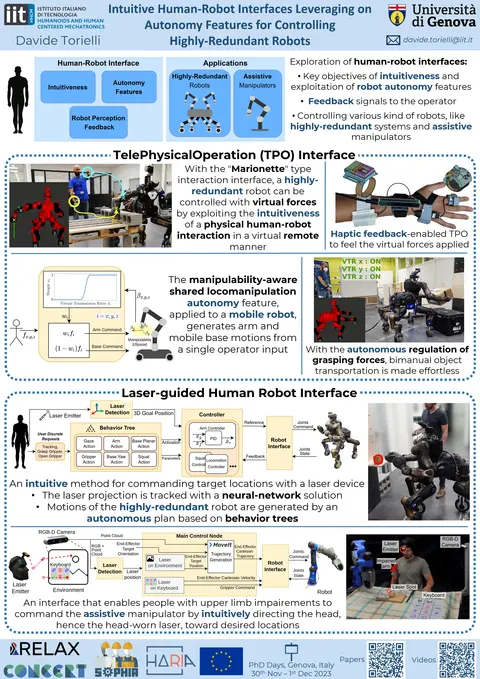 iit
ISTITUTO ITALIANO
DI TECNOLOGIA
HUMANOIDS AND HUMAN
CENTERED MECHATRONICS
Davide Torielli
Intuitive Human-Robot Interfaces Leveraging on
Autonomy Features for Controlling
Highly-Redundant Robots
Università
di Genova
davide.torielli@iit.it
Human-Robot Interface
Intuitiveness
Autonomy
Features
Robot Perception
Feedback
Applications
Highly-Redundant
Robots
Assistive
Manipulators
Exploration of human-robot interfaces:
• Key objectives of intuitiveness and
exploitation of robot autonomy features
• Feedback signals to the operator
• Controlling various kind of robots, like
highly-redundant systems and assistive
manipulators
TelePhysicalOperation (TPO) Interface
With the "Marionette" type
interaction interface, a highly-
redundant robot can be
controlled with virtual forces
by exploiting the intuitiveness
of a physical human-robot
interaction in a virtual remote
manner
Haptic feedback-enabled TPO
to feel the virtual forces applied
Arm Command
Base Command
Manipulability
Ellipsoid
The manipulability-aware
shared locomanipulation
autonomy feature,
applied to a mobile robot,
generates arm and
mobile base motions from
a single operator input
VTR x : ON
VTR y : ON
VTR z : ON
With the autonomous regulation of
grasping forces, bimanual object
transportation is made effortless
Laser-guided Human Robot Interface
Laser Emitter
Laser
Detection
3D Goal Position
User Discrete
Requests
Tracking,
Grasp Gripper,
Open Gripper
Behavior Tree
Gaze
Action
Arm
Action
Base Planar
Action
Gripper
Action
Base Yaw
Action
Squat
Action
Activation
Parameters
Controller
Arm Controller
PID
Squat
Control
Locomotion
Controller
Reference
Feedback
Robot
Interface
Joints
Command
Joints
State
An intuitive method for commanding target locations with a laser device
• The laser projection is tracked with a neural-network solution
• Motions of the highly-redundant robot are generated by an
autonomous plan based on behavior trees
RGB-D Camera
Point Cloud
RGB +
Point
Cloud
Keyboard
Laser
Emitter
Environment
Laser
Detection
Laser
position
End-Effector
Target
Orientation
Main Control Node
Laser
on Environment
End-Effector
Target
Position
MoveIt
Trajectory
Generation
End-Effector
Cartesian
Trajectory
Laser
on Keyboard
End-Effector Cartesian Velocity
Gripper Command
Robot
Interface
Joints
Command
Joints
State
Robot
Laser
Emitter
RGB-D
Camera
Laser Spot
Keyboard
An interface that enables people with upper limb impairements to
command the assistive manipulator by intuitively directing the head,
hence the head-worn laser, toward desired locations
RELAX
CONCERT
SOPHIA
HARIA
PhD Days, Genova, Italy
30th Nov – 1st Dec 2023
Papers
Videos